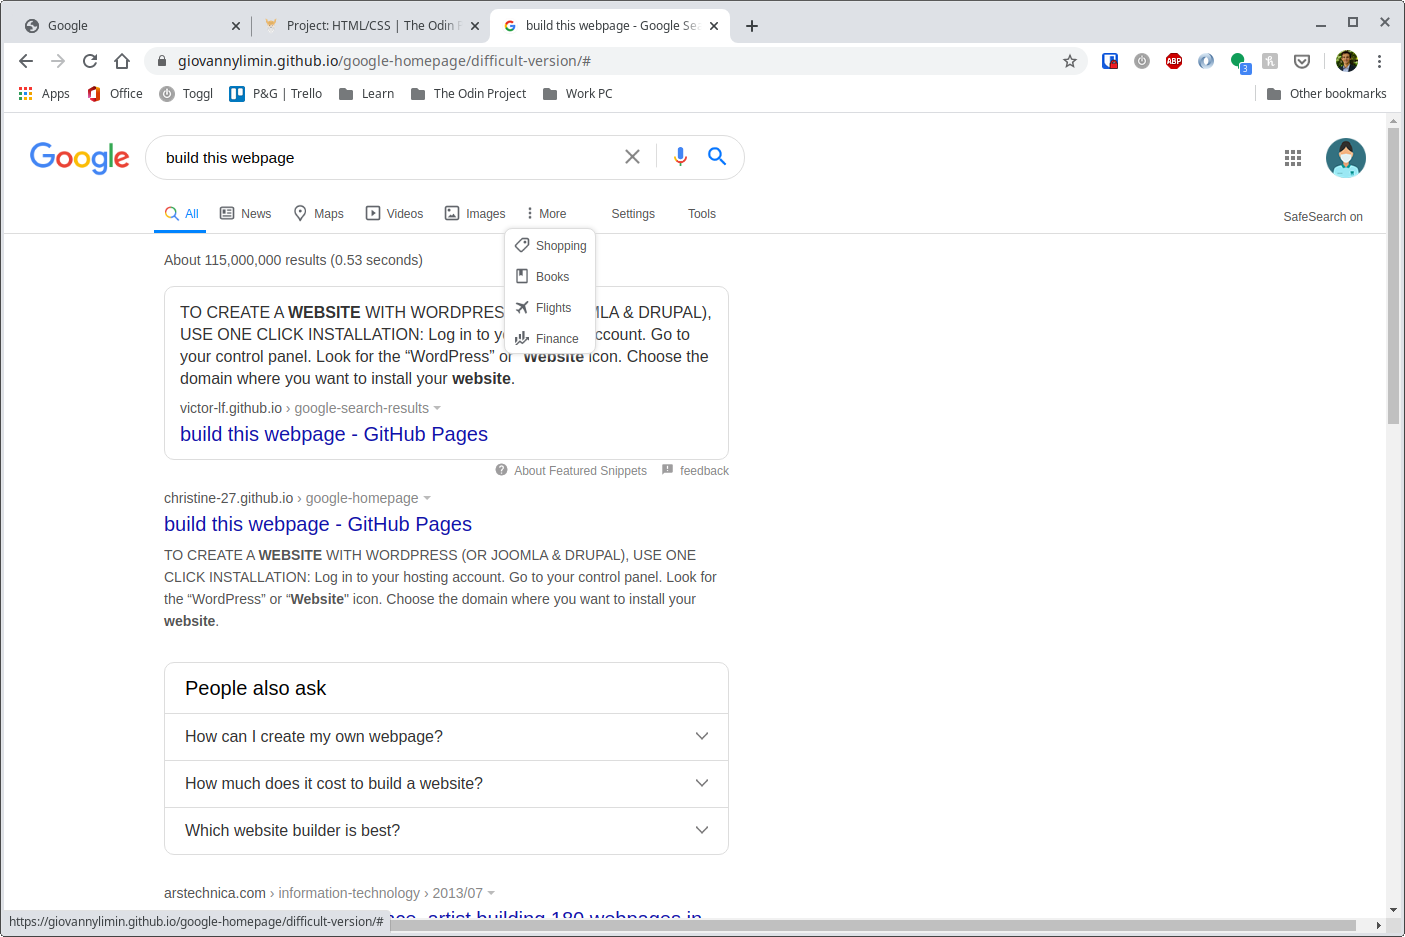 Google
Project: HTML/CSS | The Odin P
build this webpage - Google Sea
giovannylimin.github.io/google-homepage/difficult-version/#
ABP
3
Apps
Office
Toggl
P&G | Trello
Learn
The Odin Project
Work PC
Other bookmarks
Google
build this webpage
All
News
Maps
Videos
Images
More
Settings
Tools
SafeSearch on
Shopping
Books
Flights
Finance
About 115,000,000 results (0.53 seconds)
TO CREATE A WEBSITE WITH WORDPRES MLA & DRUPAL),
USE ONE CLICK INSTALLATION: Log in to account. Go to
your control panel. Look for the “WordPress” or “Website icon. Choose the
domain where you want to install your website.
victor-lf.github.io › google-search-results
build this webpage - GitHub Pages
About Featured Snippets
feedback
christine-27.github.io › google-homepage
build this webpage - GitHub Pages
TO CREATE A WEBSITE WITH WORDPRESS (OR JOOMLA & DRUPAL), USE ONE
CLICK INSTALLATION: Log in to your hosting account. Go to your control panel. Look for
the “WordPress” or “Website" icon. Choose the domain where you want to install your
website.
People also ask
How can I create my own webpage?
How much does it cost to build a website?
Which website builder is best?
arstechnica.com › information-technology › 2013/07
artist building 180 webpages in
https://giovannylimin.github.io/google-homepage/difficult-version/#